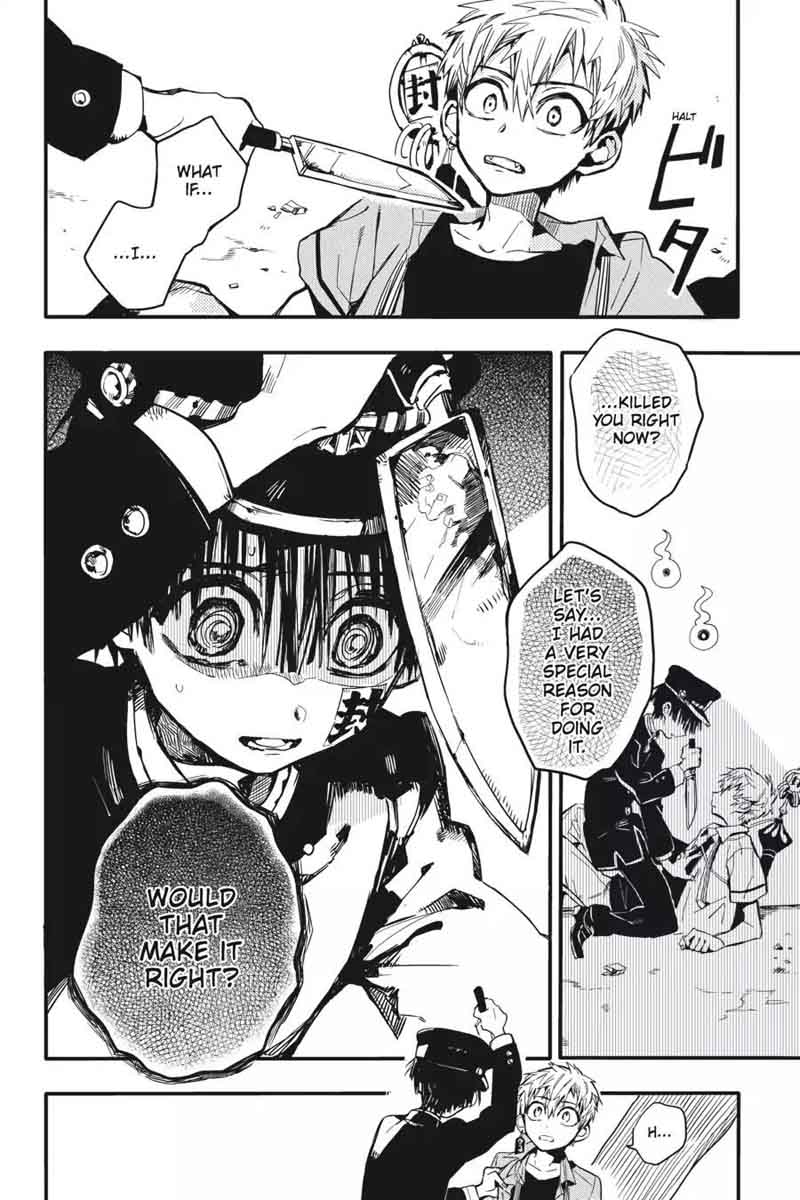 封
HALT
ビタ
WHAT
IF...
...I...
...KILLED
YOU RIGHT
NOW?
LET'S
SAY...
I HAD
A VERY
SPECIAL
REASON
FOR
DOING
IT.
封
WOULD
THAT
MAKE IT
RIGHT?
H...